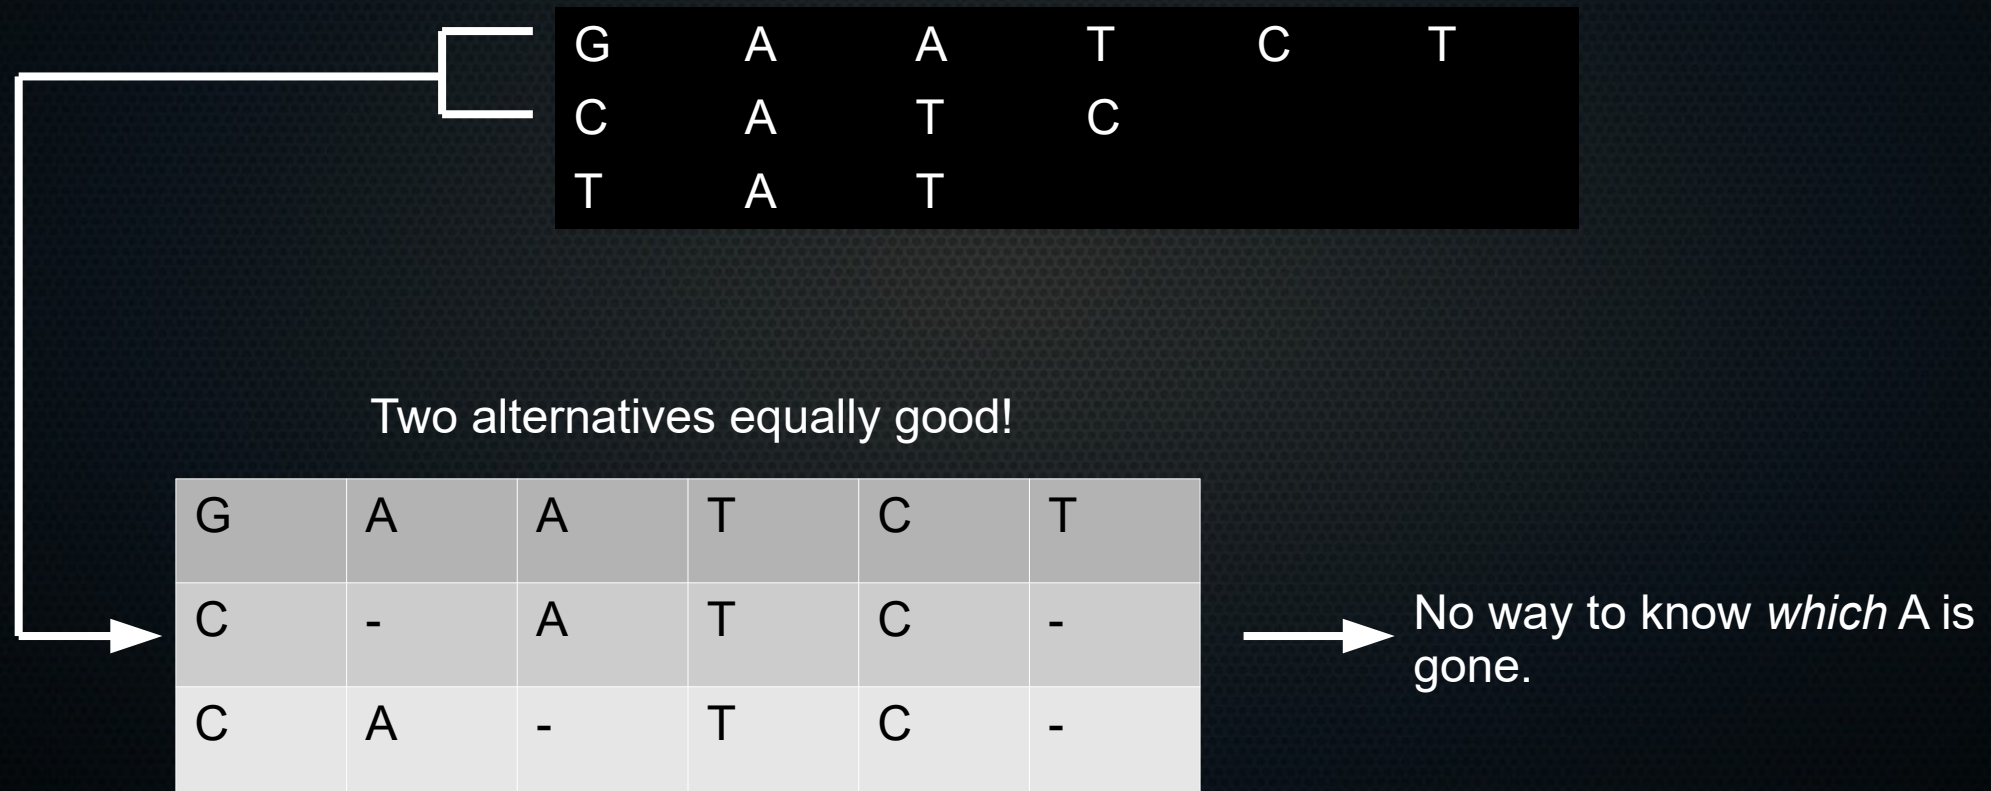 G A A T C T
C A T C
T A T
Two alternatives equally good!
G A A T C T
C - A T C -
C A - T C -
No way to know which A is
gone.